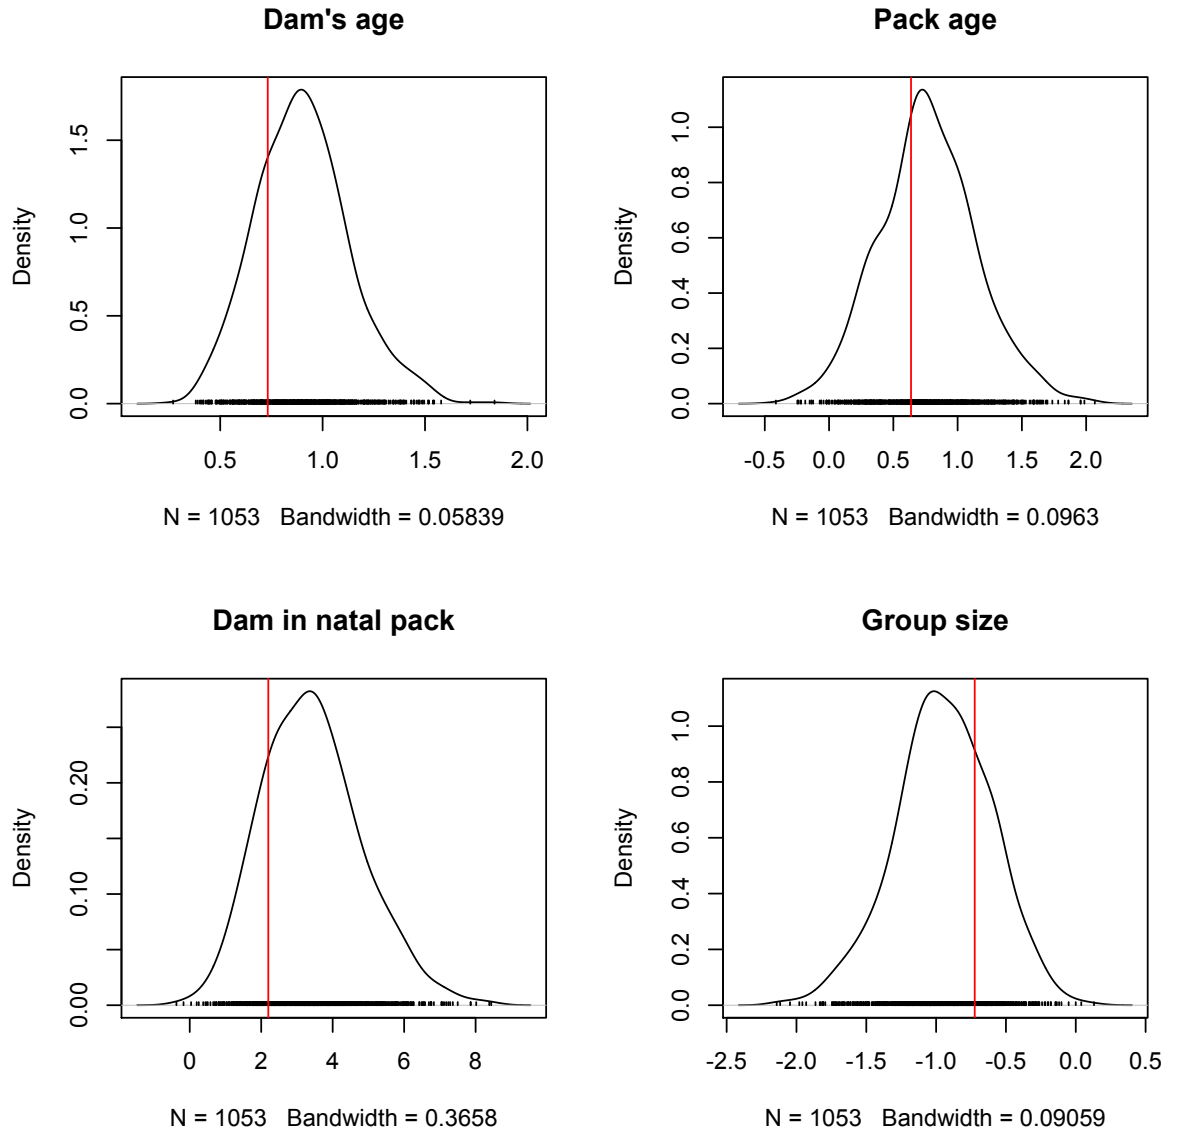 Dam's age
Density
0.0 0.5 1.0 1.5
0.5 1.0 1.5 2.0
N = 1053 Bandwidth = 0.05839
Pack age
Density
0.0 0.2 0.4 0.6 0.8 1.0
-0.5 0.0 0.5 1.0 1.5 2.0
N = 1053 Bandwidth = 0.0963
Dam in natal pack
Density
0.00 0.10 0.20
0 2 4 6 8
N = 1053 Bandwidth = 0.3658
Group size
Density
0.0 0.2 0.4 0.6 0.8 1.0
-2.5 -2.0 -1.5 -1.0 -0.5 0.0 0.5
N = 1053 Bandwidth = 0.09059